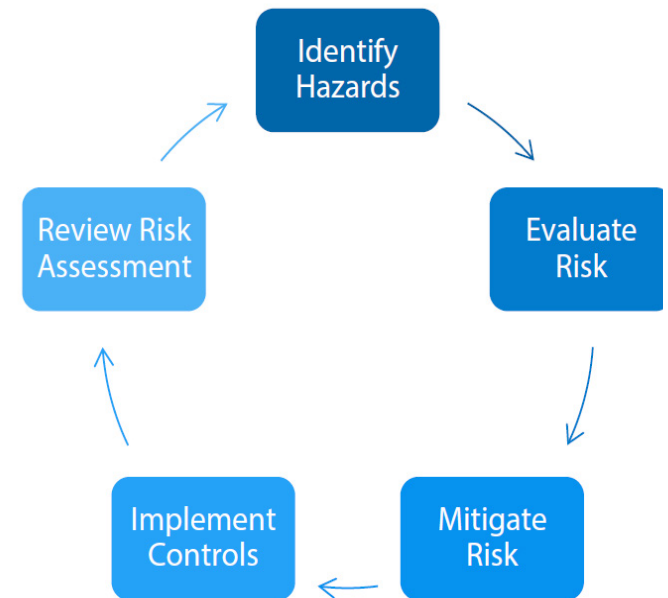 Identify
Hazards
Evaluate
Risk
Mitigate
Risk
Implement
Controls
Review Risk
Assessment